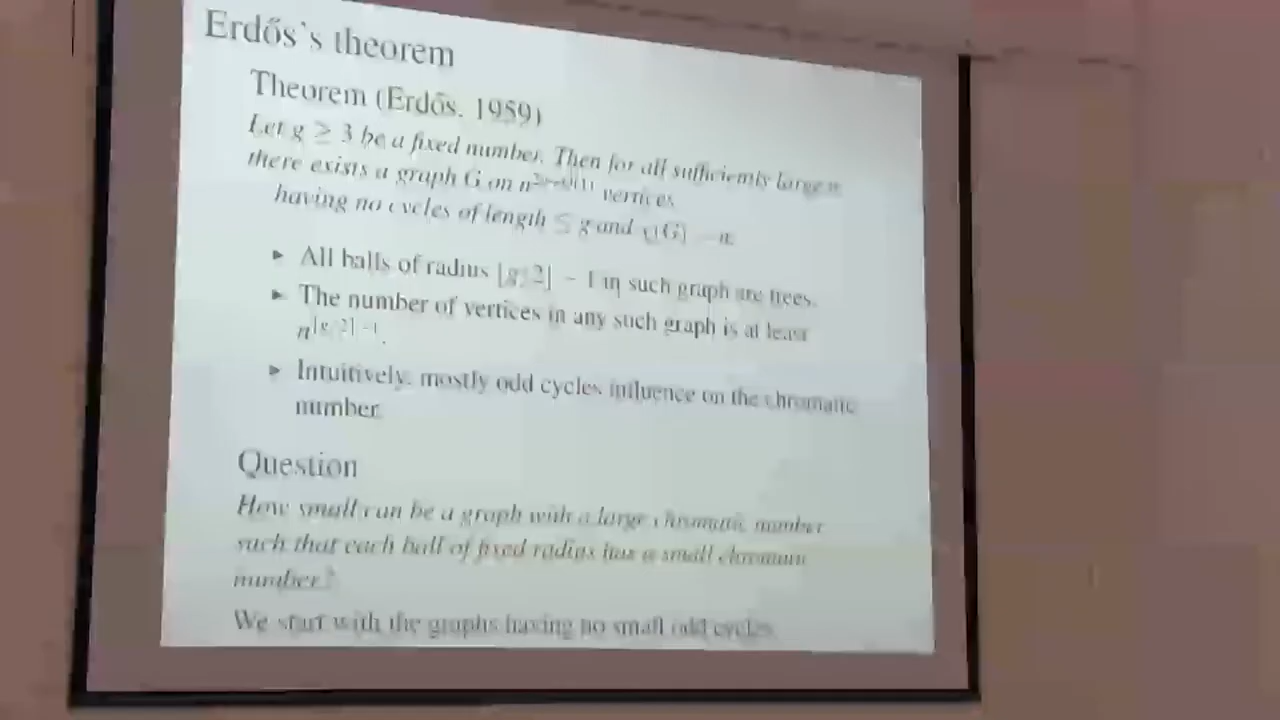 Erdős's theorem
Theorem (Erdős, 1959)
Let g ≥ 3 be a fixed number. Then for all sufficiently large n
there exists a graph G on vertices
having no cycles of length ≤ g and χ(G) = n.
► All balls of radius ⌊g/2⌋ − 1 in such graph are trees.
► The number of vertices in any such graph is at least
n^{⌊g/2⌋−1}.
► Intuitively, mostly odd cycles influence on the chromatic
number.
Question
How small can be a graph with a large chromatic number
such that each ball of fixed radius has a small chromatic
number?
We start with the graphs having no small odd cycles.